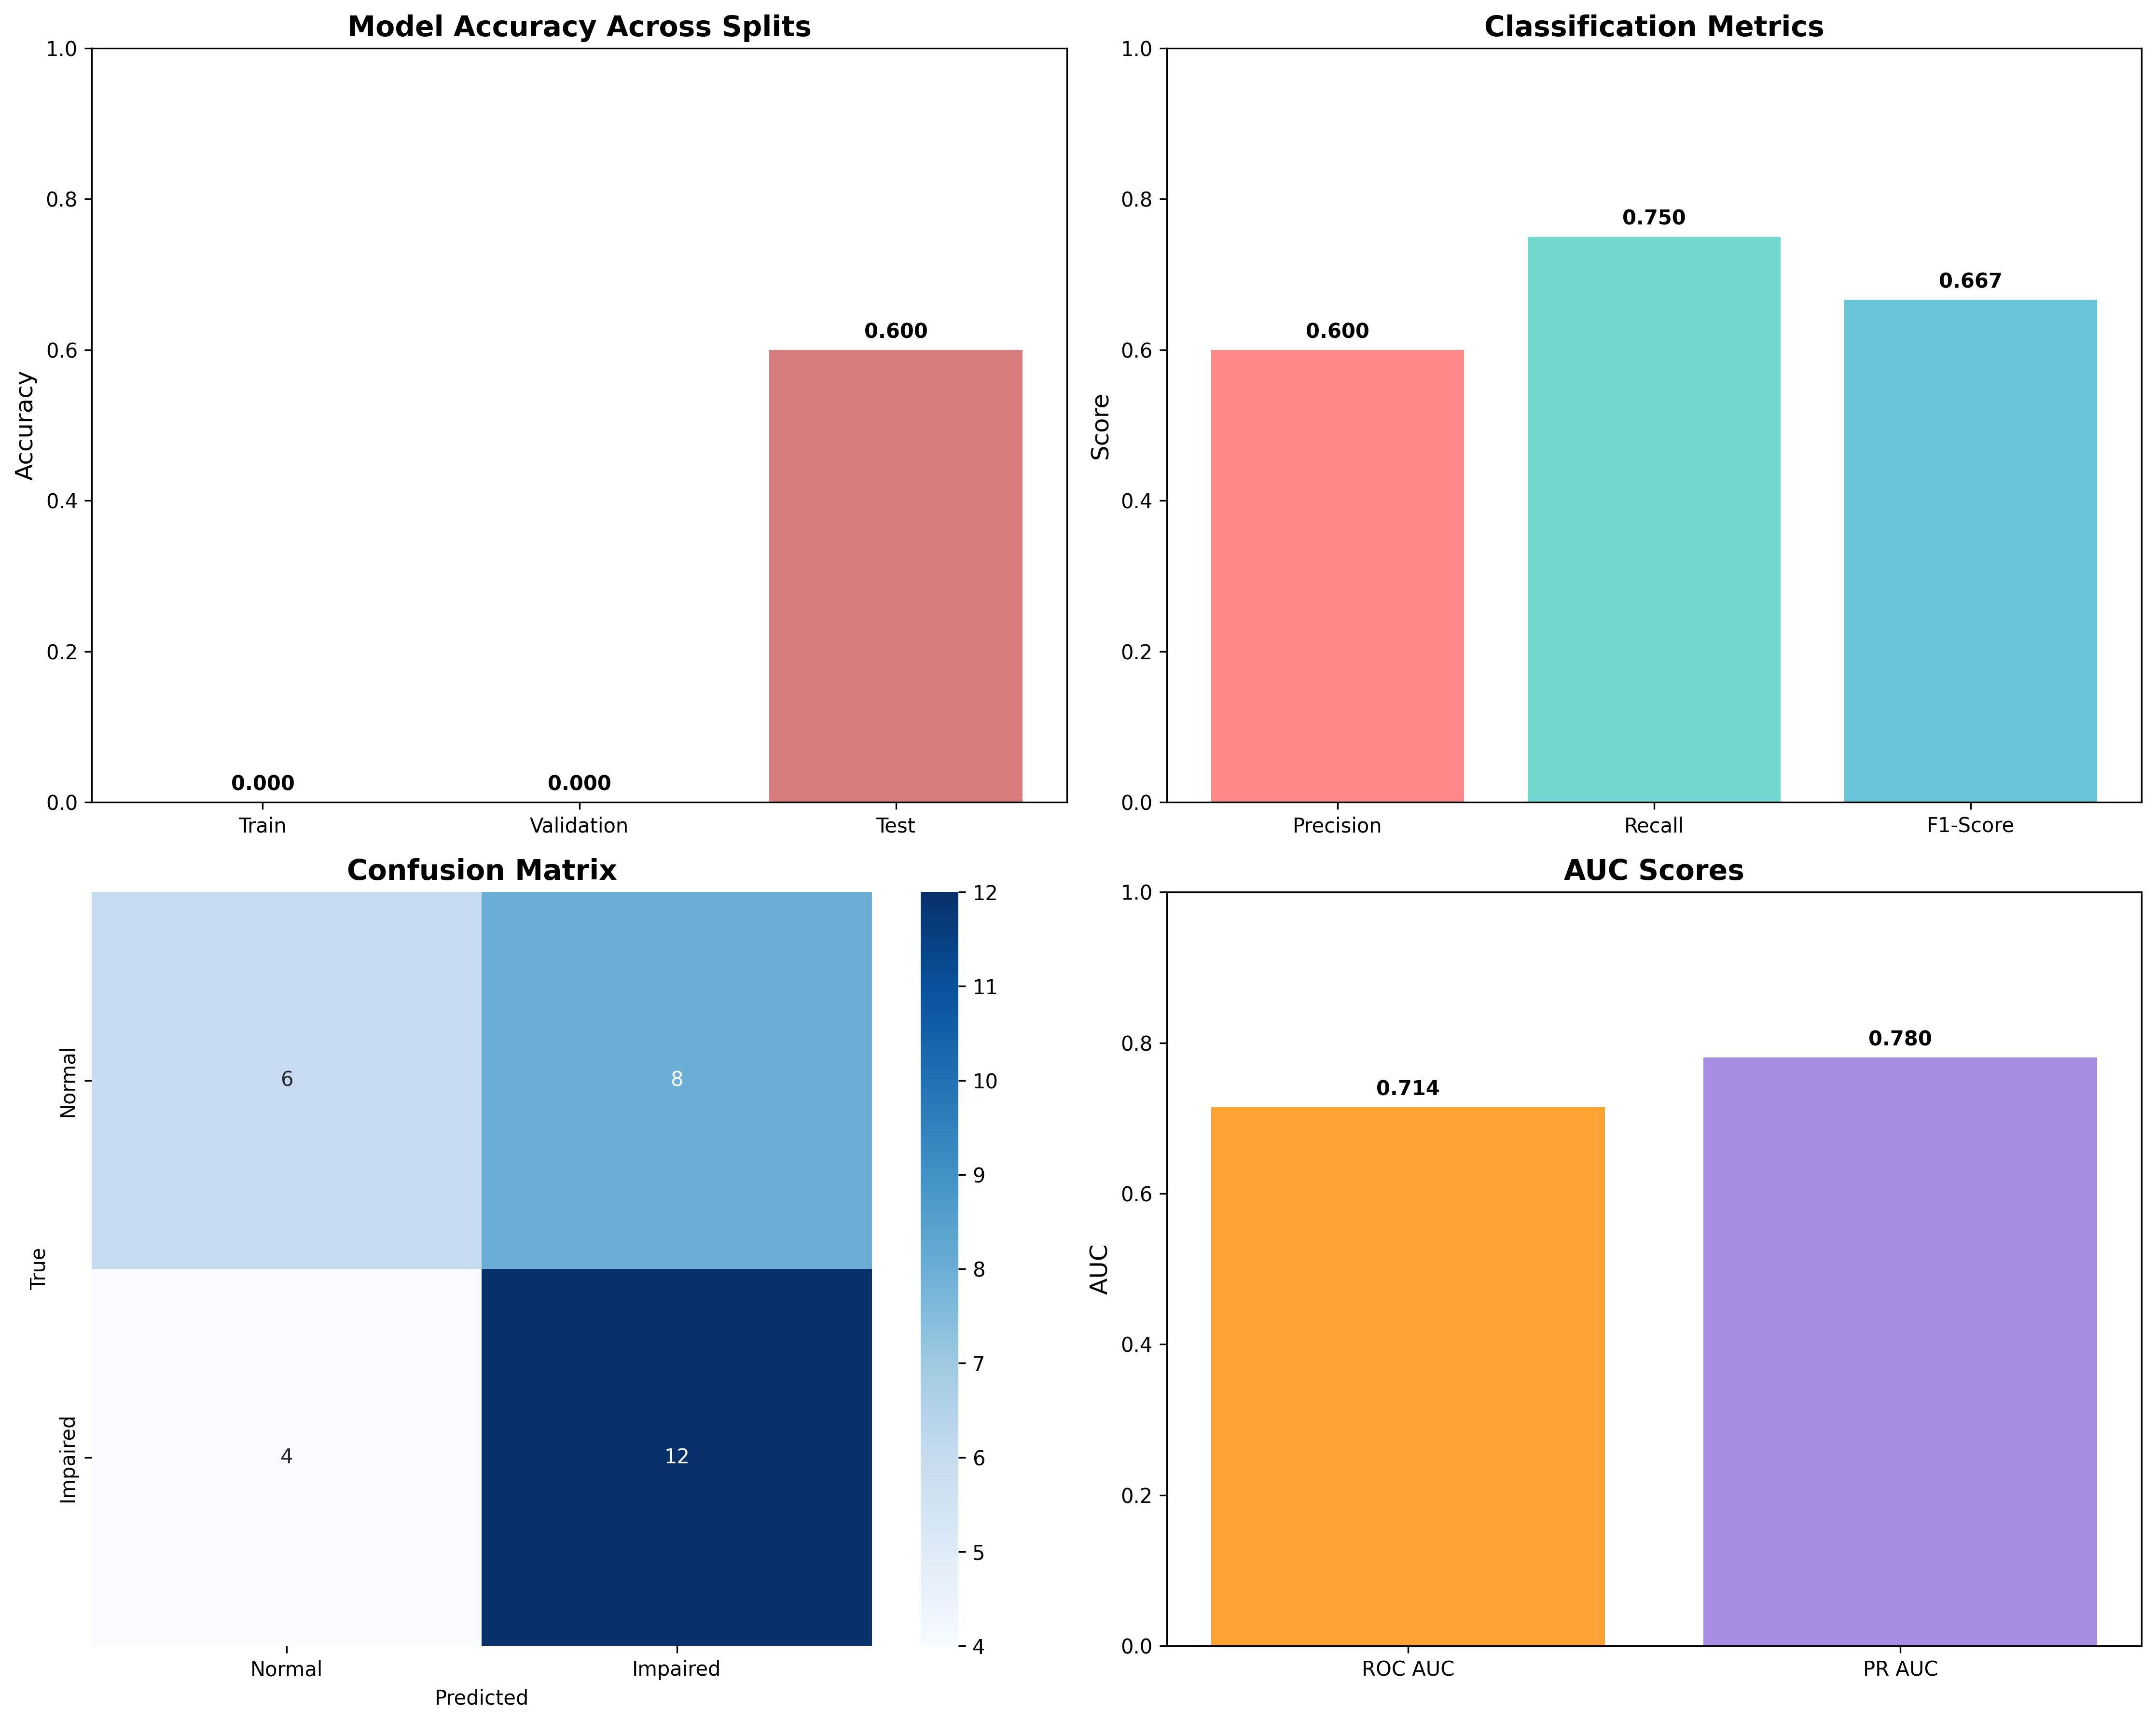 Model Accuracy Across Splits
1.0
0.8
0.6
0.4
0.2
0.0
Accuracy
0.000
0.000
0.600
Train
Validation
Test
Classification Metrics
1.0
0.8
0.6
0.4
0.2
0.0
Score
0.600
0.750
0.667
Precision
Recall
F1-Score
Confusion Matrix
True
Normal
Impaired
6
8
4
12
Normal
Impaired
Predicted
12
11
10
9
8
7
6
5
4
AUC Scores
1.0
0.8
0.6
0.4
0.2
0.0
AUC
0.714
0.780
ROC AUC
PR AUC